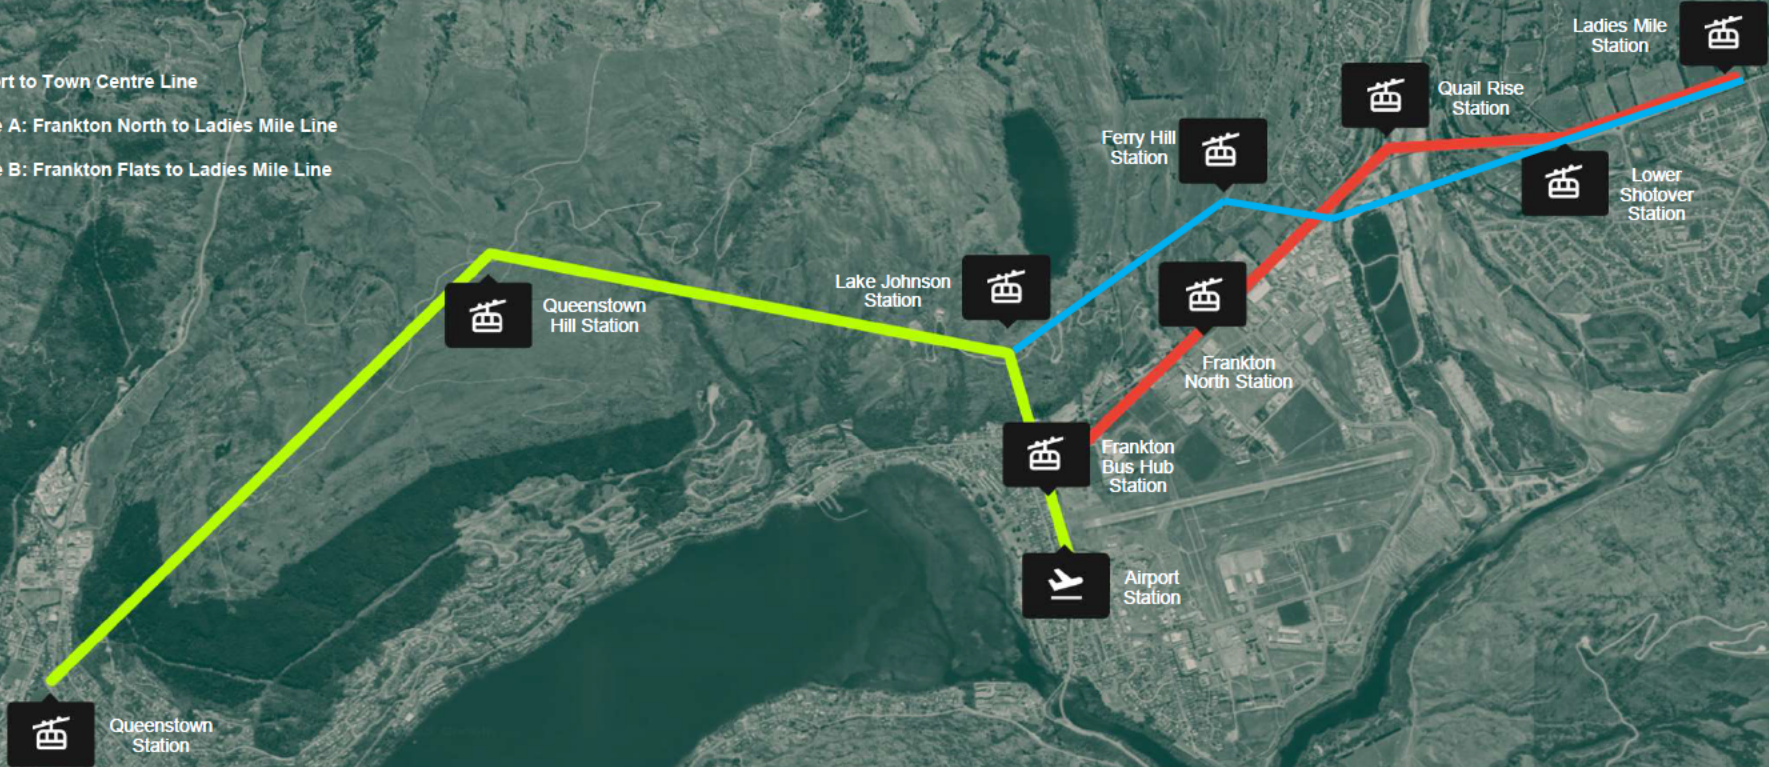 Ladies Mile
Station
rt to Town Centre Line
Quail Rise
Station
A: Frankton North to Ladies Mile Line
Ferry Hill
Station
B: Frankton Flats to Ladies Mile Line
Lower
Shotover
Station
Lake Johnson
Station
Queenstown
Hill Station
Frankton
North Station
Frankton
Bus Hub
Station
Airport
Station
Queenstown
Station